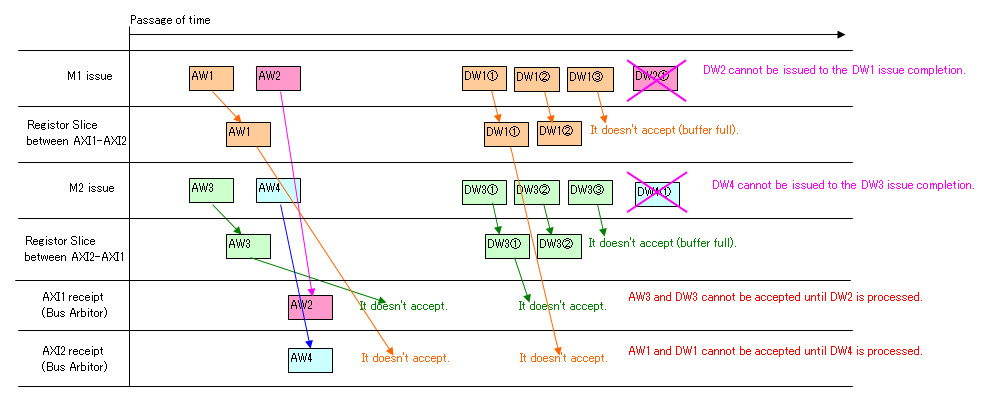 Passage of time
M1 issue
AW1
AW2
DW1①
DW1②
DW1③
DW2①
DW2 cannot be issued to the DW1 issue completion.
Registor Slice
between AXI1-AXI2
AW1
DW1①
DW1②
It doesn't accept (buffer full).
M2 issue
AW3
AW4
DW3①
DW3②
DW3③
DW4①
DW4 cannot be issued to the DW3 issue completion.
Registor Slice
between AXI2-AXI1
AW3
DW3①
DW3②
It doesn't accept (buffer full).
AXI1 receipt
(Bus Arbitor)
AW2
It doesn't accept.
It doesn't accept.
AW3 and DW3 cannot be accepted until DW2 is processed.
AXI2 receipt
(Bus Arbitor)
AW4
It doesn't accept.
It doesn't accept.
AW1 and DW1 cannot be accepted until DW4 is processed.